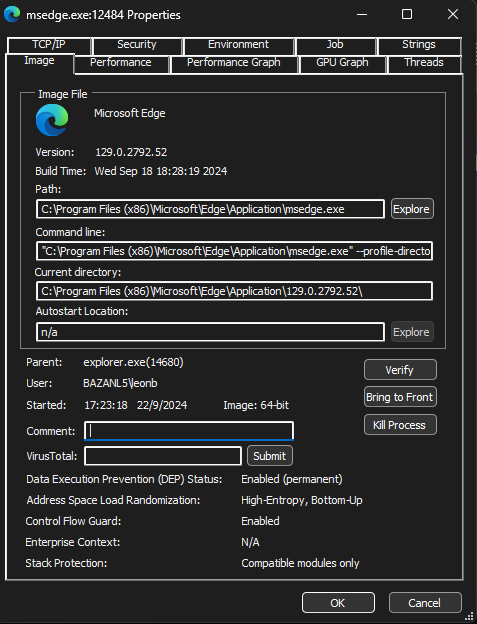 msedge.exe:12484 Properties
TCP/IP Security Environment Job Strings
Image Performance Performance Graph GPU Graph Threads
Image File
Microsoft Edge
Version: 129.0.2792.52
Build Time: Wed Sep 18 18:28:19 2024
Path:
C:\Program Files (x86)\Microsoft\Edge\Application\msedge.exe Explore
Command line:
"C:\Program Files (x86)\Microsoft\Edge\Application\msedge.exe" --profile-directo
Current directory:
C:\Program Files (x86)\Microsoft\Edge\Application\129.0.2792.52\
Autostart Location:
n/a Explore
Parent: explorer.exe(14680)
Verify
User: BAZANL5\leonb
Bring to Front
Started: 17:23:18 22/9/2024 Image: 64-bit
Comment: Kill Process
VirusTotal: Submit
Data Execution Prevention (DEP) Status: Enabled (permanent)
Address Space Load Randomization: High-Entropy, Bottom-Up
Control Flow Guard: Enabled
Enterprise Context: N/A
Stack Protection: Compatible modules only
OK Cancel